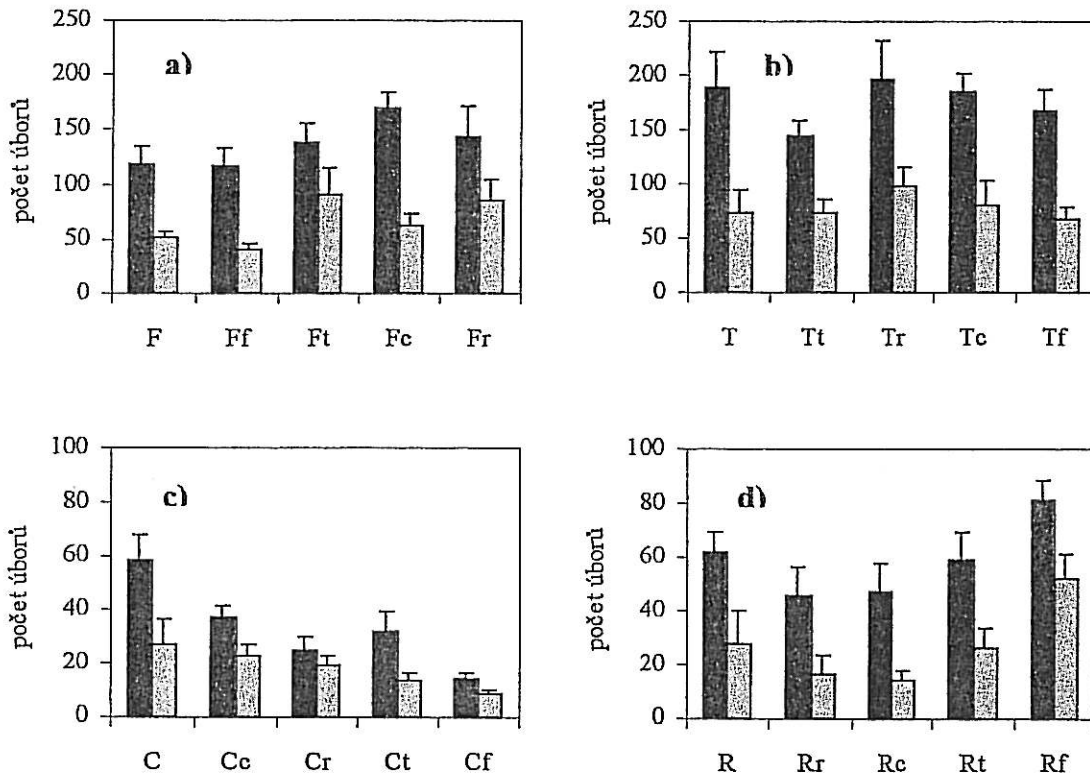 a)
počet úborů
250
200
150
100
50
0
F Ff Ft Fc Fr
b)
počet úborů
250
200
150
100
50
0
T Tt Tr Tc Tf
c)
počet úborů
100
80
60
40
20
0
C Cc Cr Ct Cf
d)
počet úborů
100
80
60
40
20
0
R Rr Rc Rt Rf